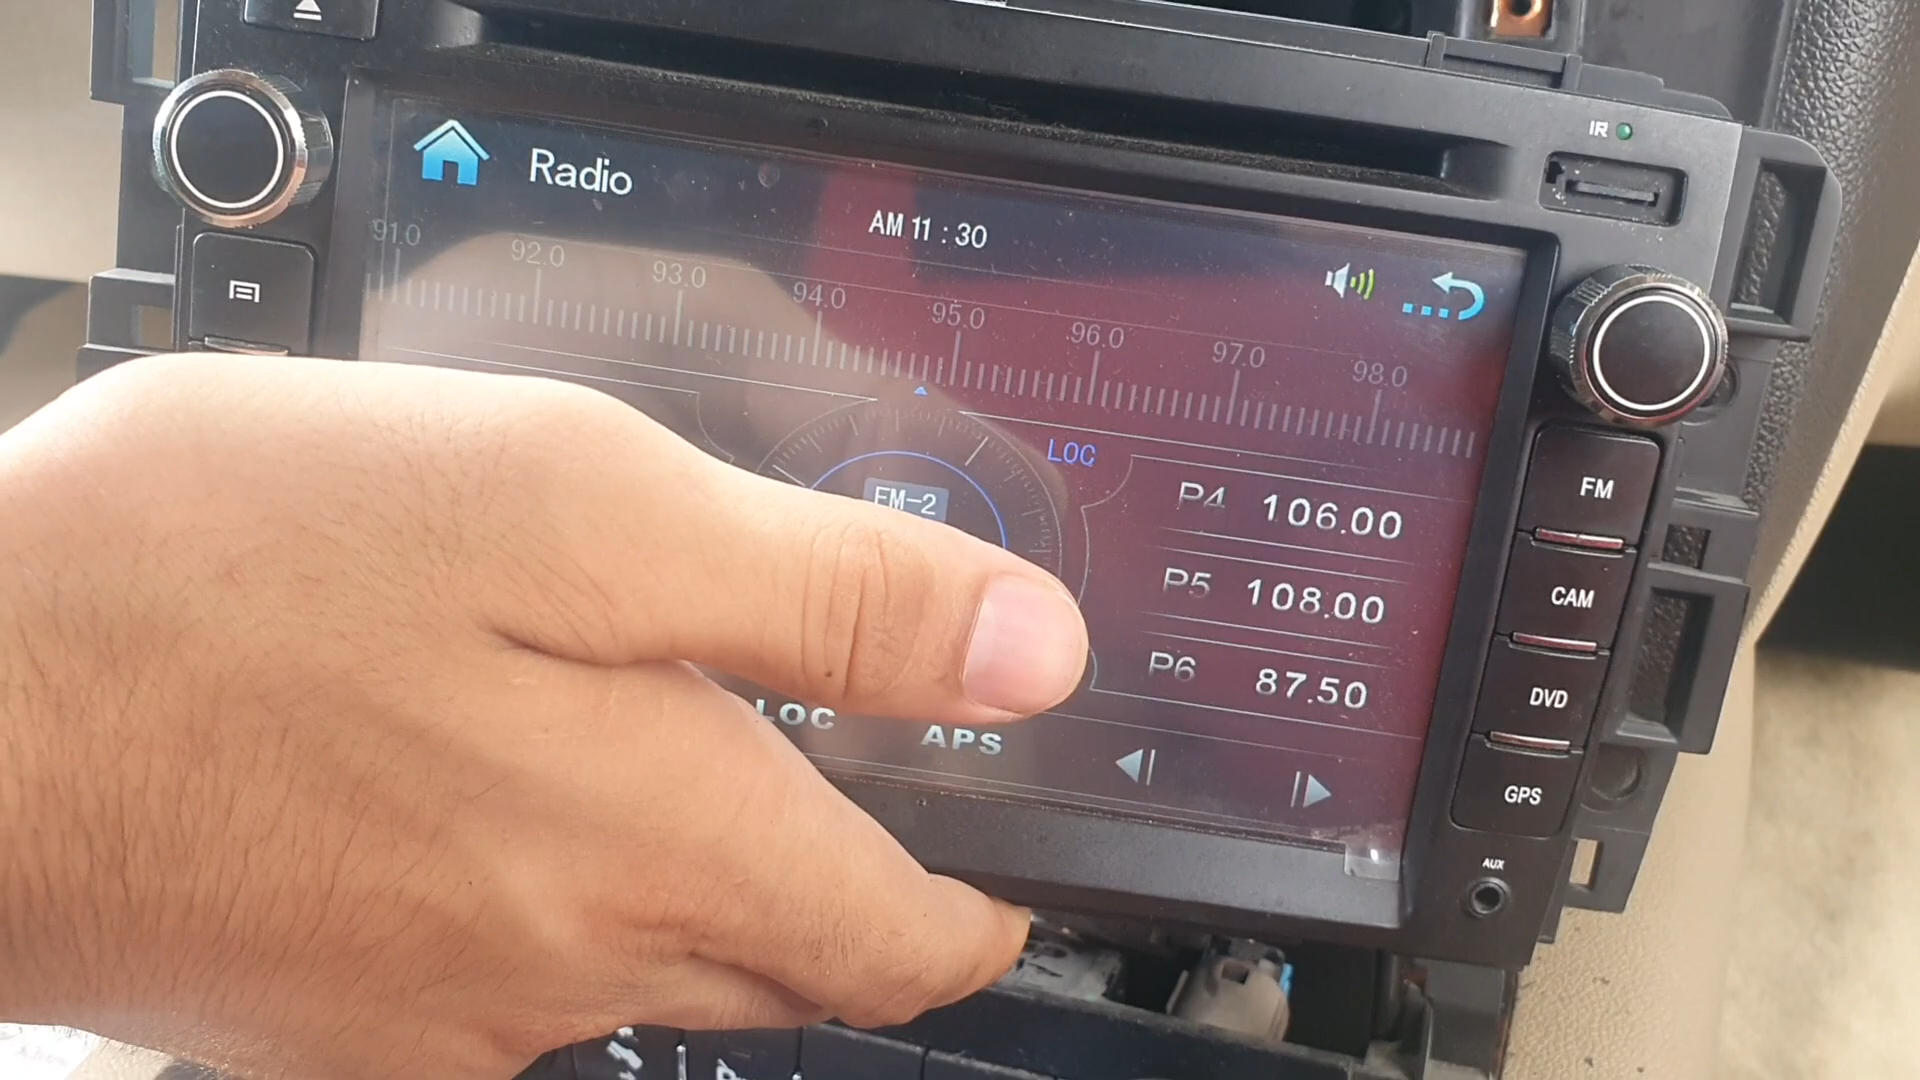 Radio
AM 11 : 30
91.0 92.0 93.0 94.0 95.0 96.0 97.0 98.0
LOC
FM-2
P4 106.00
P5 108.00
P6 87.50
LOC APS
IR
FM
CAM
DVD
GPS
AUX